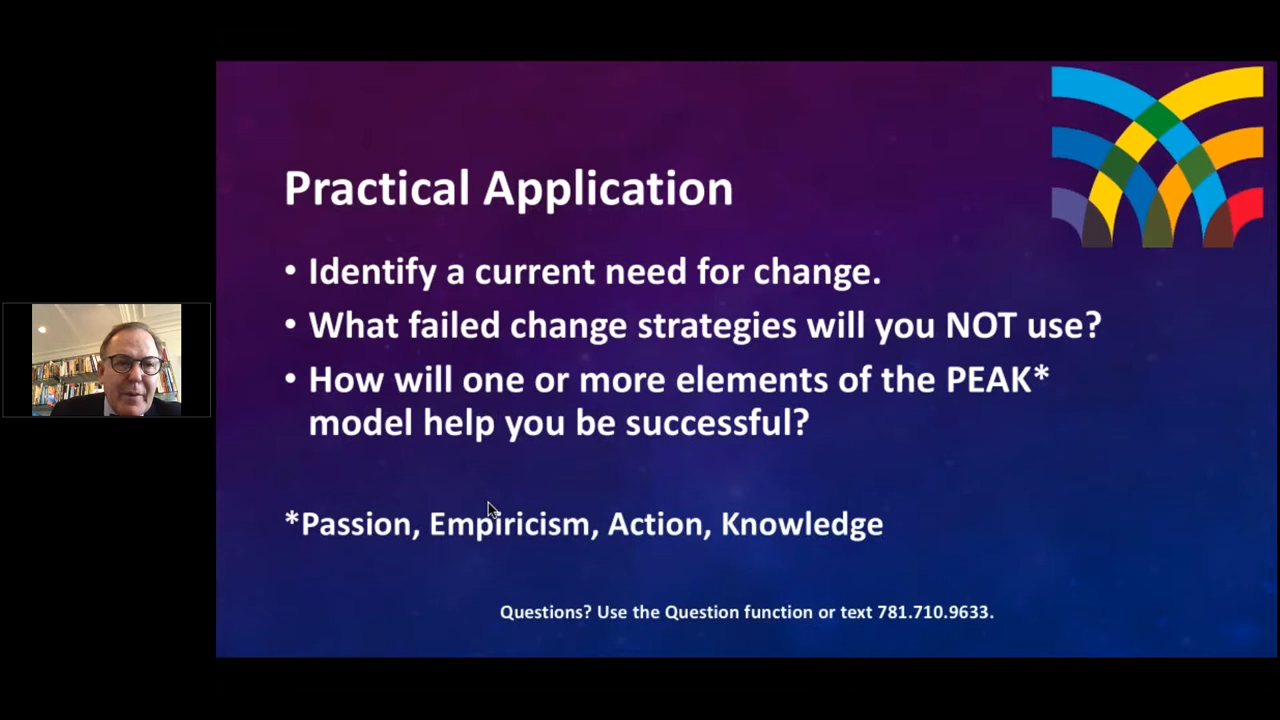 Practical Application
• Identify a current need for change.
• What failed change strategies will you NOT use?
• How will one or more elements of the PEAK*
model help you be successful?
*Passion, Empiricism, Action, Knowledge
Questions? Use the Question function or text 781.710.9633.